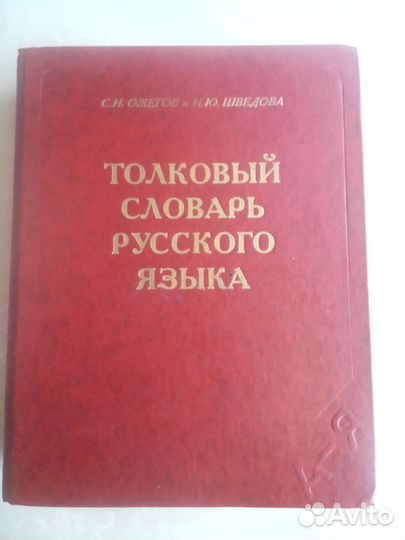 С.И. ОЖЕГОВ и Н.Ю. ШВЕДОВА
ТОЛКОВЫЙ
СЛОВАРЬ
РУССКОГО
ЯЗЫКА
А Я
Avito